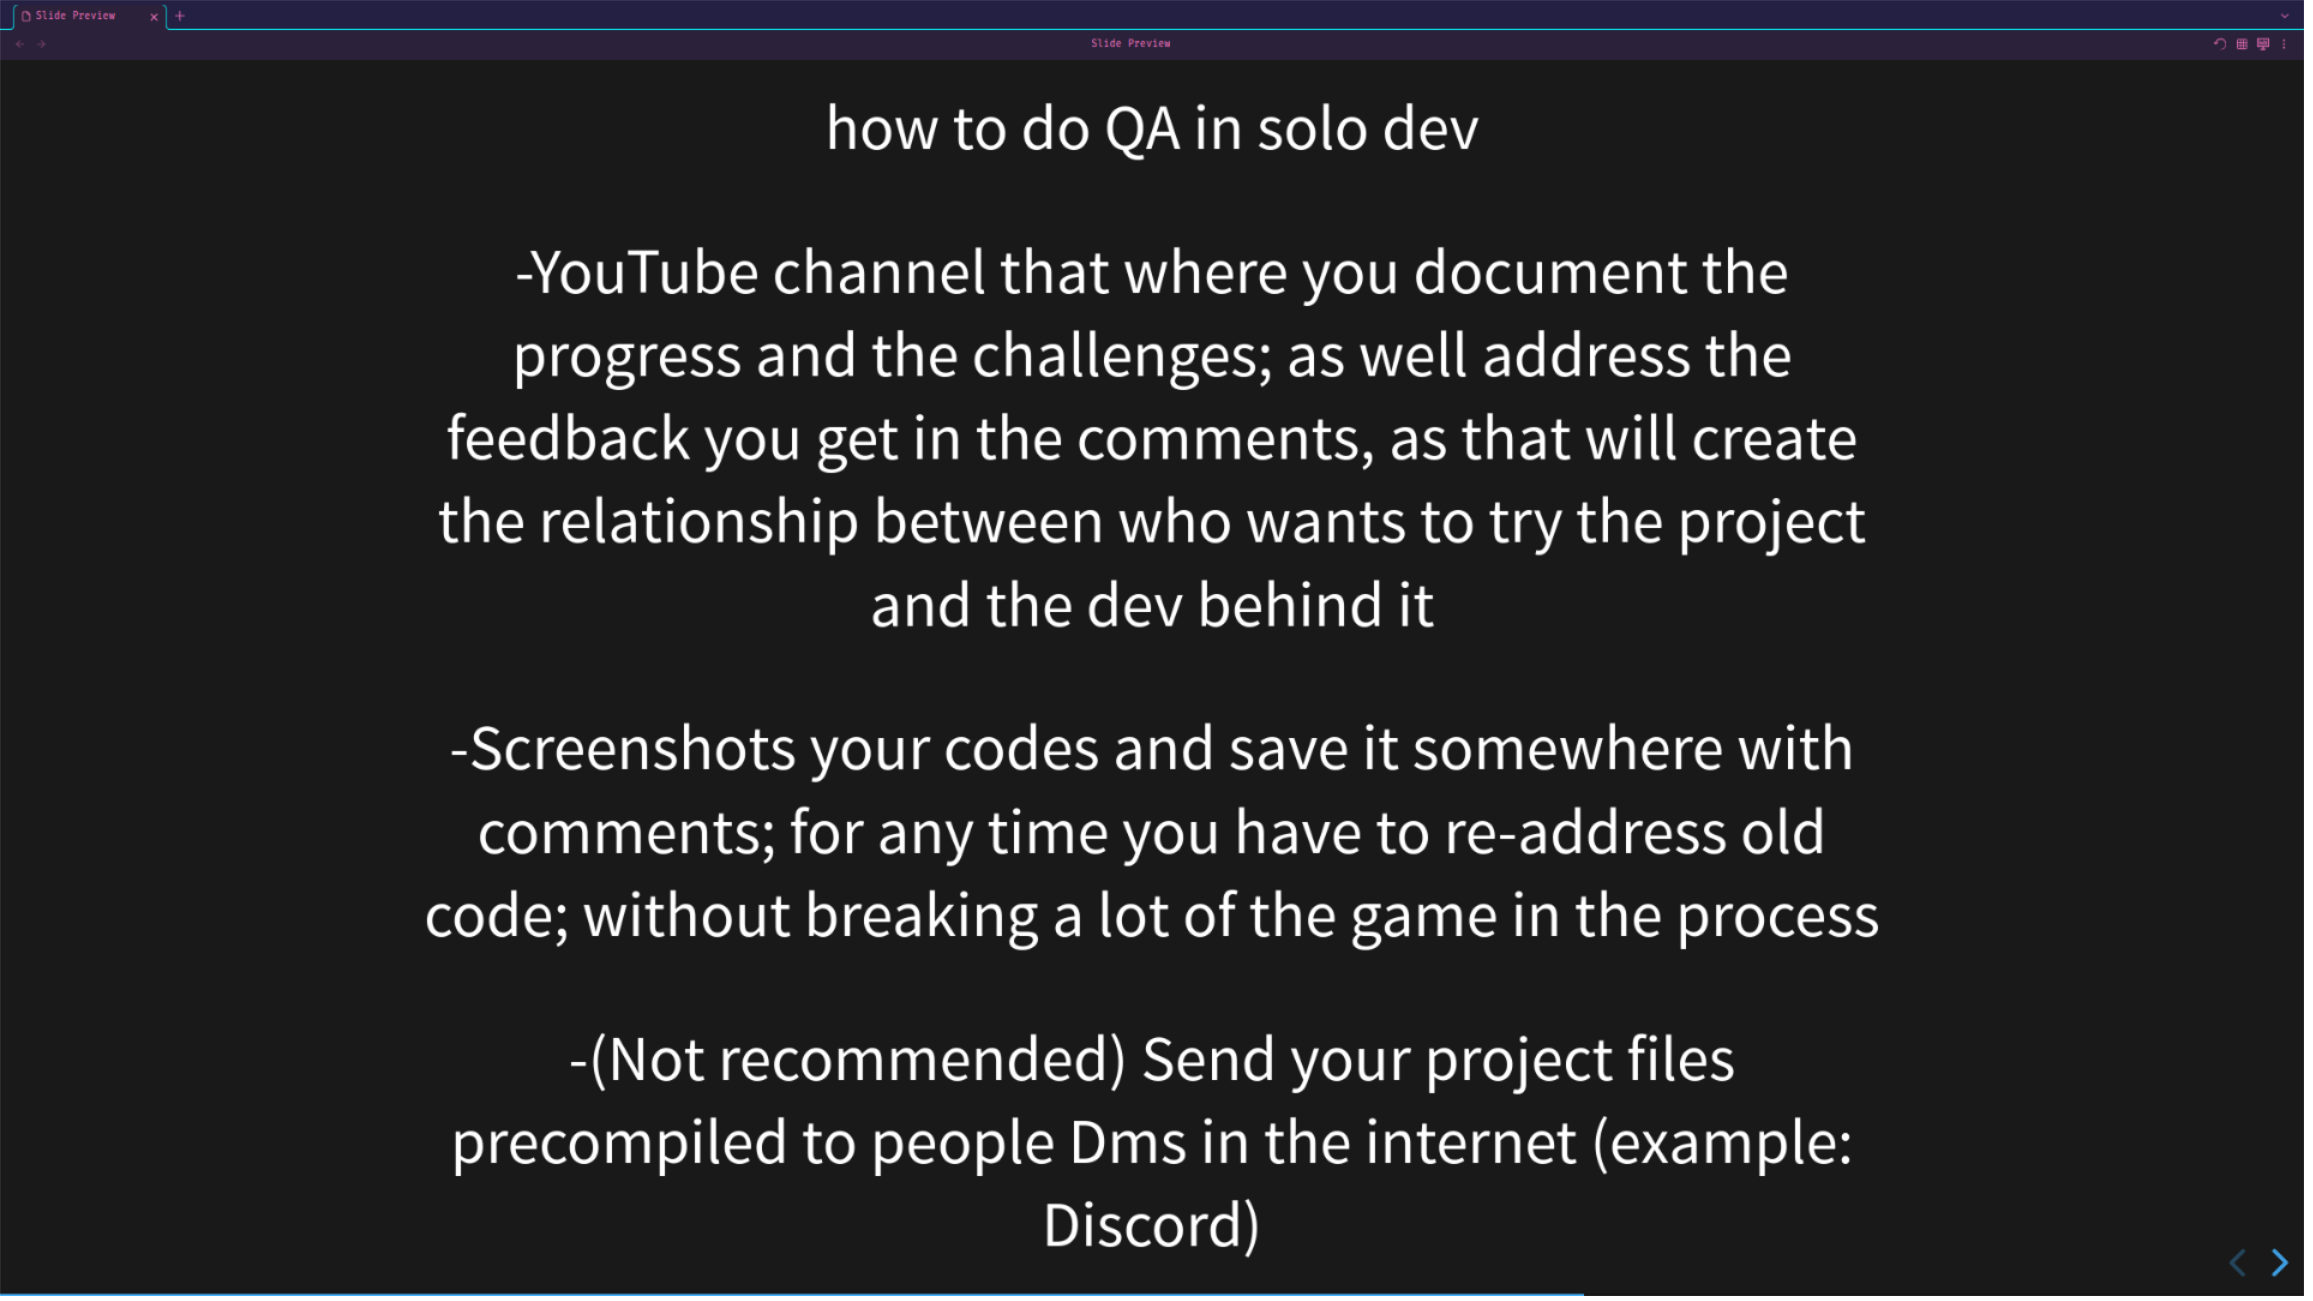 Slide Preview
Slide Preview
how to do QA in solo dev
-YouTube channel that where you document the
progress and the challenges; as well address the
feedback you get in the comments, as that will create
the relationship between who wants to try the project
and the dev behind it
-Screenshots your codes and save it somewhere with
comments; for any time you have to re-address old
code; without breaking a lot of the game in the process
-(Not recommended) Send your project files
precompiled to people Dms in the internet (example:
Discord)